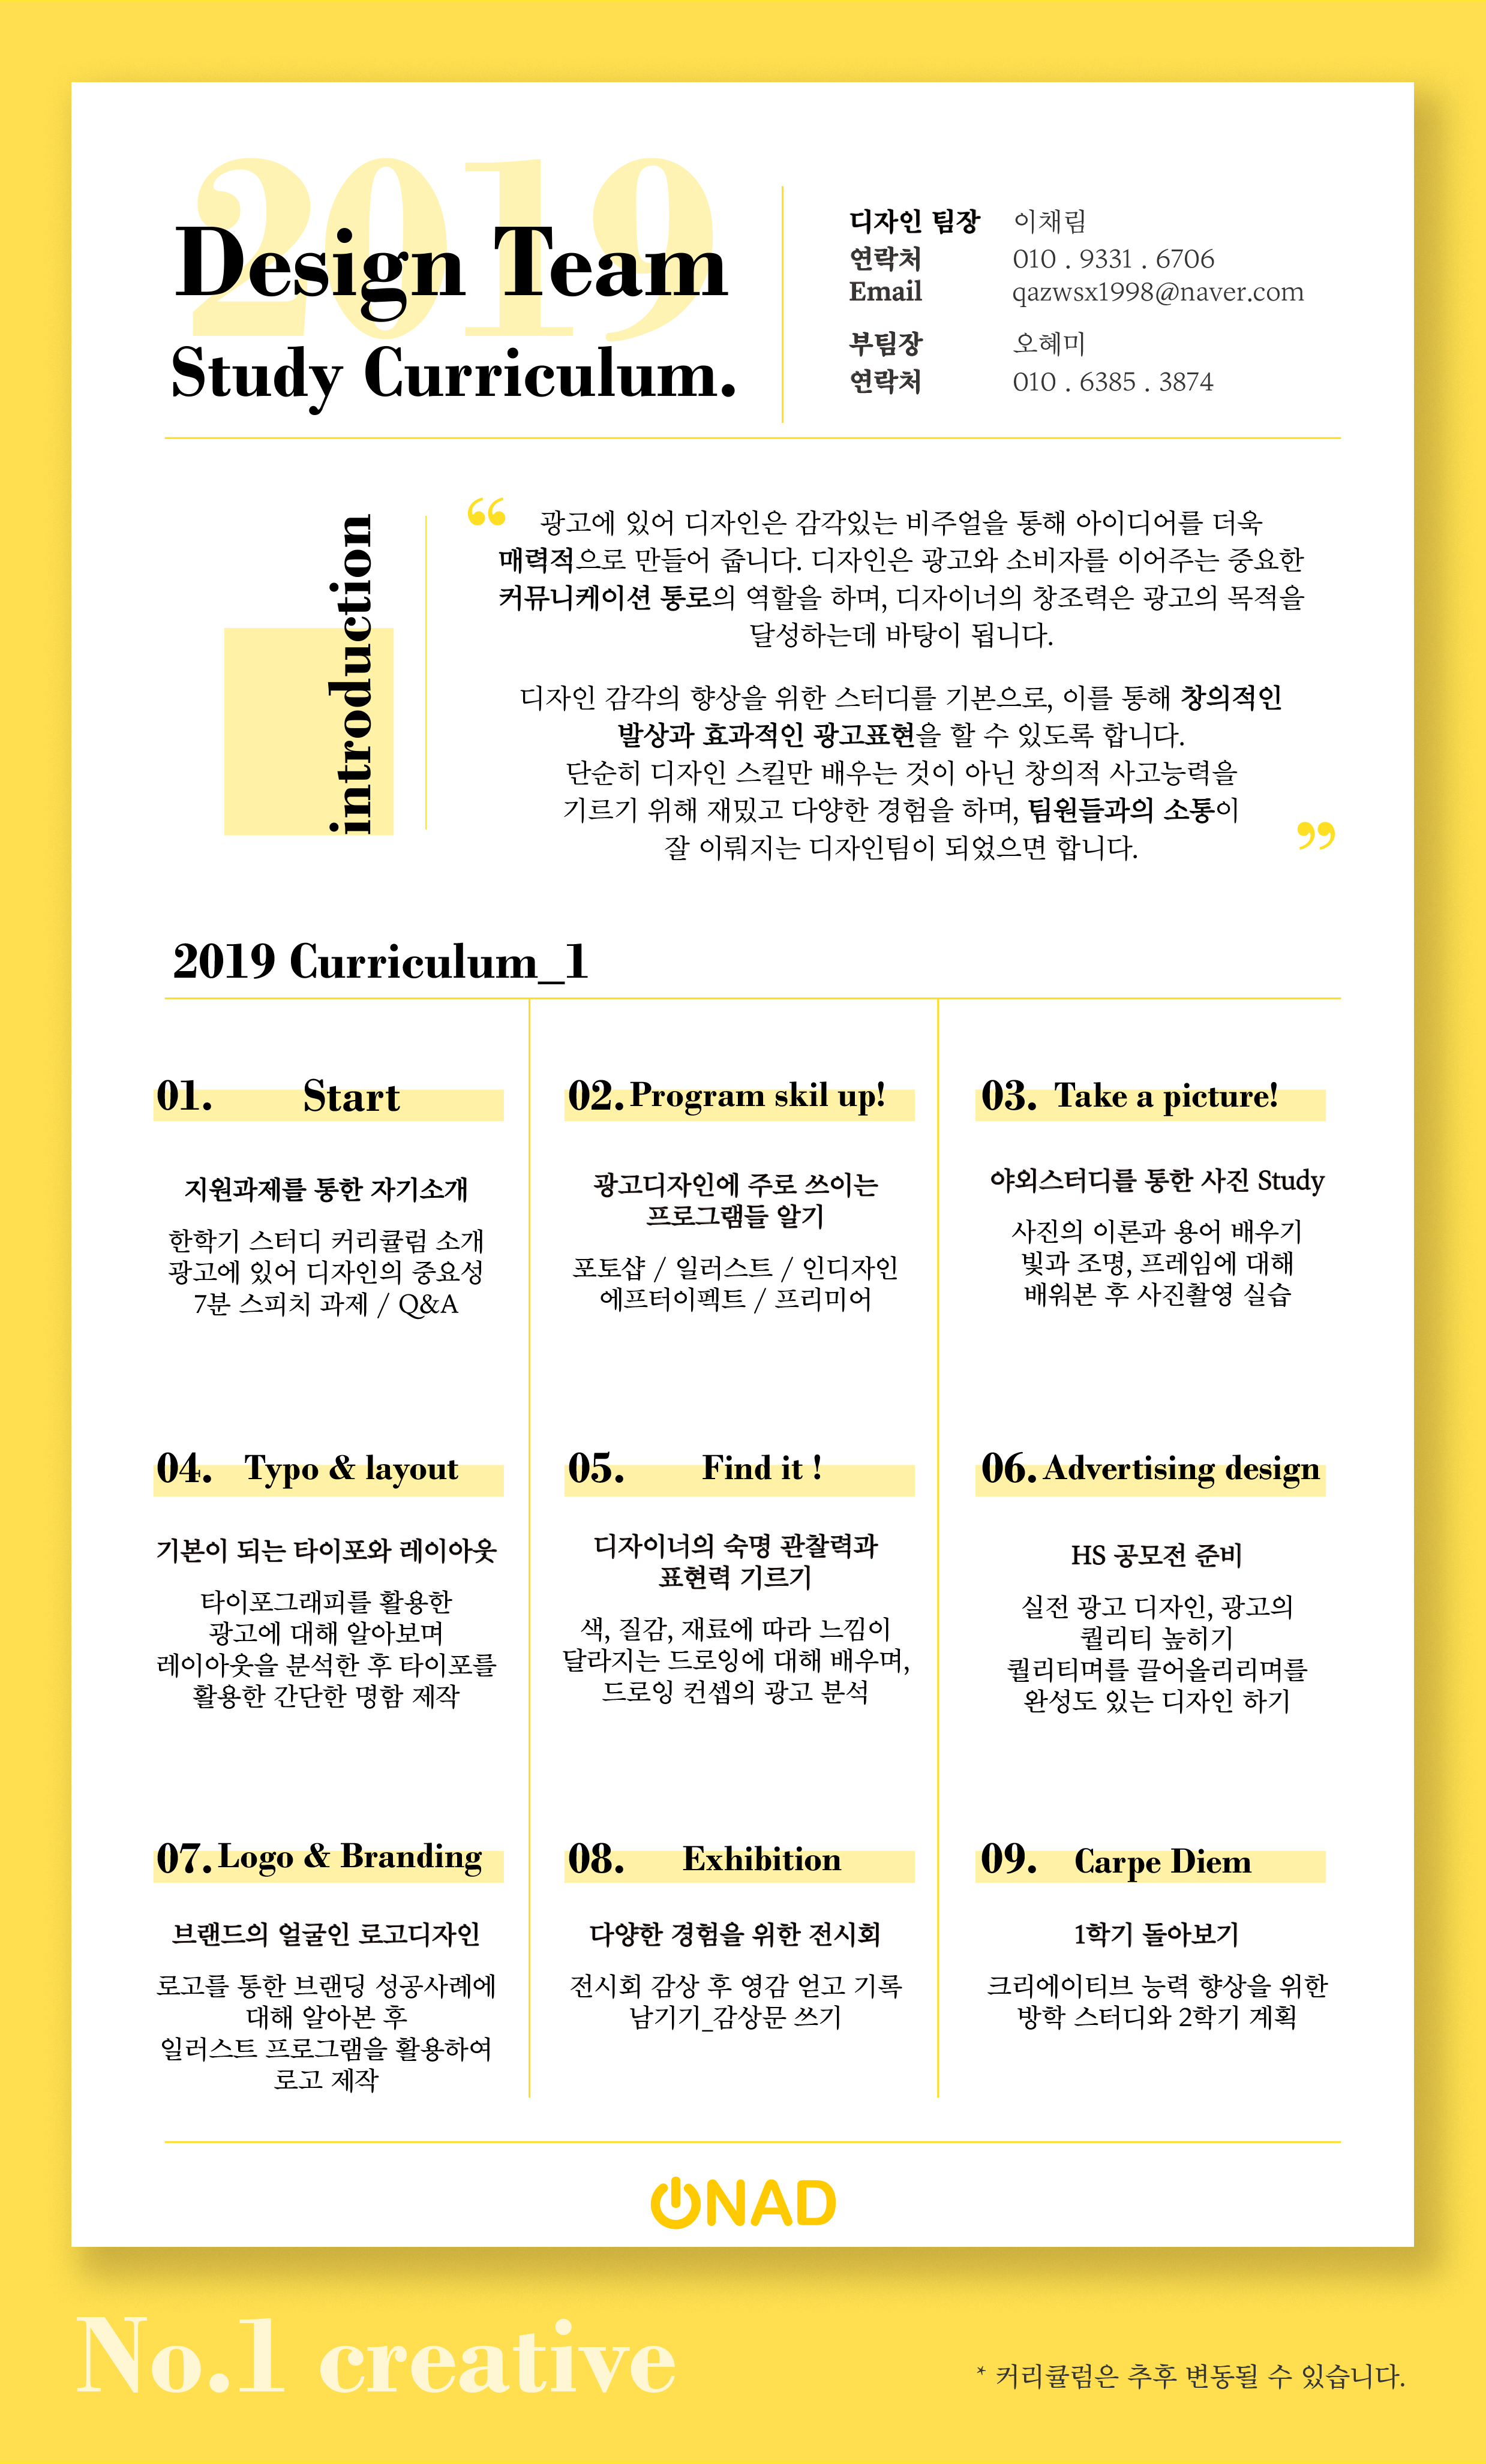 2019
Design Team
Study Curriculum.
디자인 팀장 이채림
연락처 010 . 9331 . 6706
Email qazwsx1998@naver.com
부팀장 오혜미
연락처 010 . 6385 . 3874
introduction
“ 광고에 있어 디자인은 감각있는 비주얼을 통해 아이디어를 더욱
매력적으로 만들어 줍니다. 디자인은 광고와 소비자를 이어주는 중요한
커뮤니케이션 통로의 역할을 하며, 디자이너의 창조력은 광고의 목적을
달성하는데 바탕이 됩니다.
디자인 감각의 향상을 위한 스터디를 기본으로, 이를 통해 창의적인
발상과 효과적인 광고표현을 할 수 있도록 합니다.
단순히 디자인 스킬만 배우는 것이 아닌 창의적 사고능력을
기르기 위해 재밌고 다양한 경험을 하며, 팀원들과의 소통이
잘 이뤄지는 디자인팀이 되었으면 합니다. ”
2019 Curriculum_1
01. Start
지원과제를 통한 자기소개
한학기 스터디 커리큘럼 소개
광고에 있어 디자인의 중요성
7분 스피치 과제 / Q&A
02. Program skil up!
광고디자인에 주로 쓰이는
프로그램들 알기
포토샵 / 일러스트 / 인디자인
에프터이펙트 / 프리미어
03. Take a picture!
야외스터디를 통한 사진 Study
사진의 이론과 용어 배우기
빛과 조명, 프레임에 대해
배워본 후 사진촬영 실습
04. Typo & layout
기본이 되는 타이포와 레이아웃
타이포그래피를 활용한
광고에 대해 알아보며
레이아웃을 분석한 후 타이포를
활용한 간단한 명함 제작
05. Find it !
디자이너의 숙명 관찰력과
표현력 기르기
색, 질감, 재료에 따라 느낌이
달라지는 드로잉에 대해 배우며,
드로잉 컨셉의 광고 분석
06. Advertising design
HS 공모전 준비
실전 광고 디자인, 광고의
퀄리티 높히기
퀄리티며를 끌어올리리며를
완성도 있는 디자인 하기
07. Logo & Branding
브랜드의 얼굴인 로고디자인
로고를 통한 브랜딩 성공사례에
대해 알아본 후
일러스트 프로그램을 활용하여
로고 제작
08. Exhibition
다양한 경험을 위한 전시회
전시회 감상 후 영감 얻고 기록
남기기_감상문 쓰기
09. Carpe Diem
1학기 돌아보기
크리에이티브 능력 향상을 위한
방학 스터디와 2학기 계획
ONAD
No.1 creative
* 커리큘럼은 추후 변동될 수 있습니다.